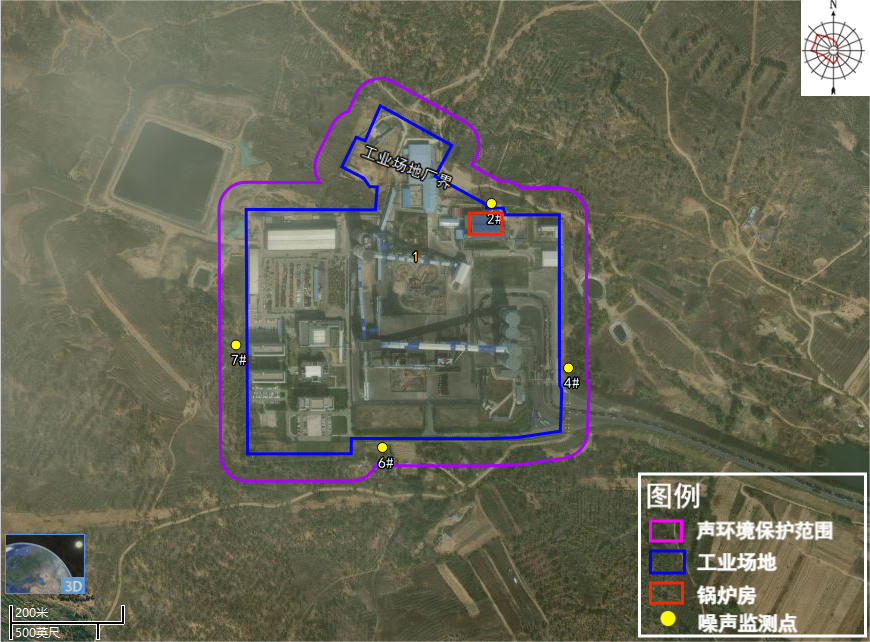 N
工业场地厂界
2#
1
7#
4#
6#
图例
声环境保护范围
工业场地
锅炉房
噪声监测点
3D
200米
500英尺